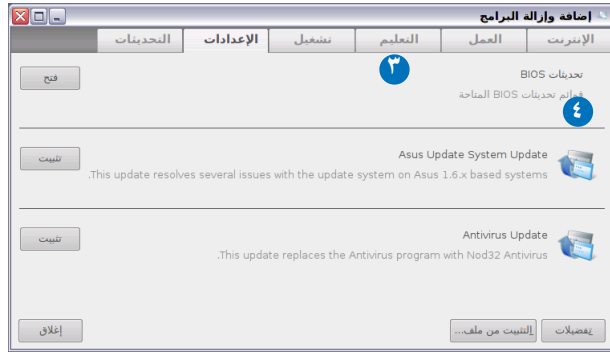 إضافة وإزالة البرامج
الإنترنت العمل التعليم تشغيل الإعدادات التحديثات
٣
تحديثات BIOS
فتح
قوائم تحديثات BIOS المتاحة
٤
Asus Update System Update
تثبيت
This update resolves several issues with the update system on Asus 1.6.x based systems.
Antivirus Update
تثبيت
This update replaces the Antivirus program with Nod32 Antivirus.
تفضيلات التثبيت من ملف... إغلاق